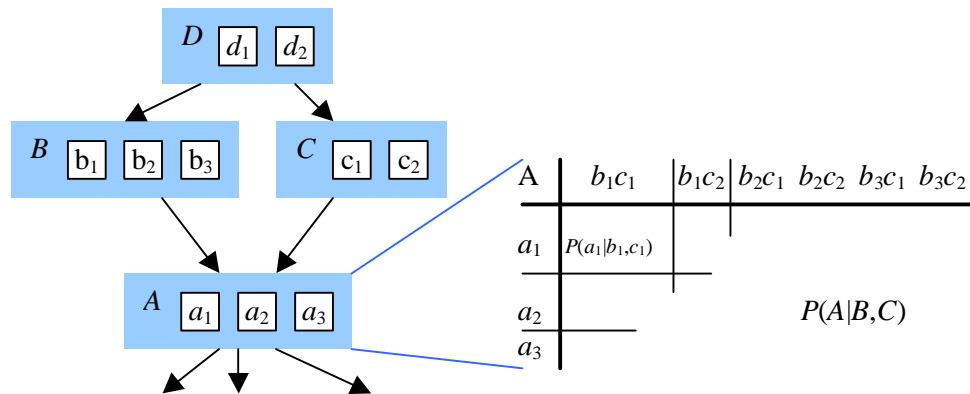 D d1 d2
B b1 b2 b3
C c1 c2
A a1 a2 a3
A b1c1 b1c2 b2c1 b2c2 b3c1 b3c2
a1 P(a1|b1,c1)
a2 P(A|B,C)
a3